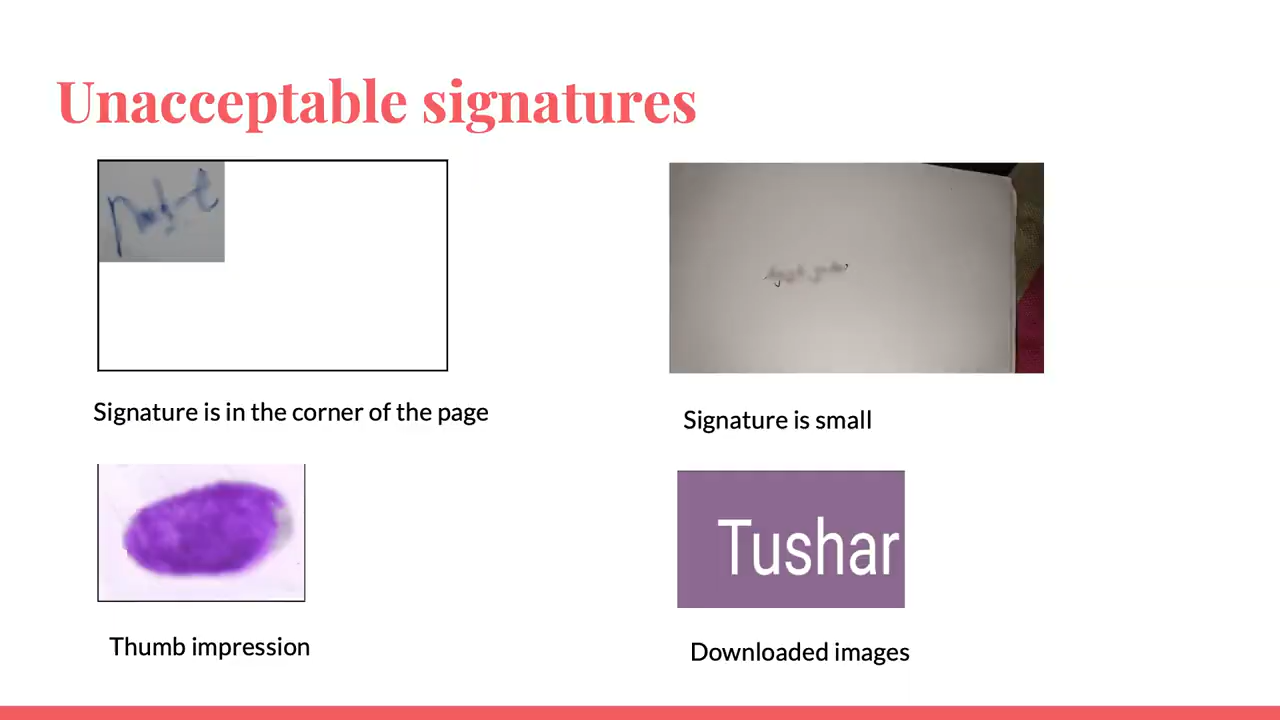 Unacceptable signatures
Signature is in the corner of the page
Signature is small
Tushar
Thumb impression
Downloaded images